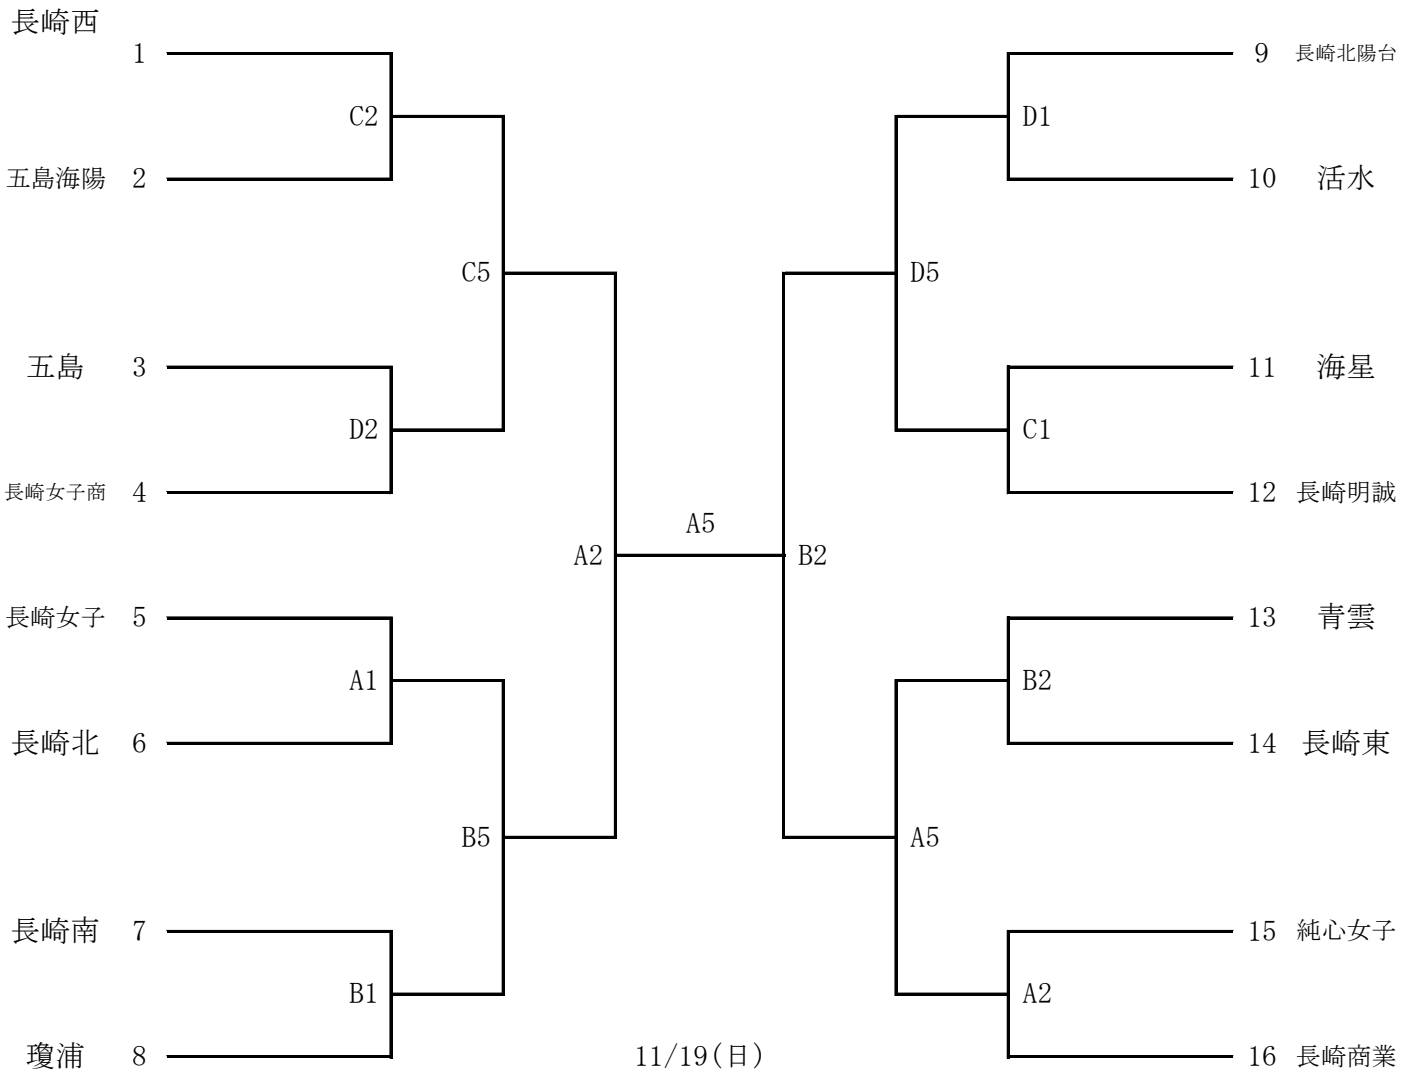 長崎西
1
9 長崎北陽台
C2
D1
五島海陽 2
10 活水
C5
D5
五島 3
11 海星
D2
C1
長崎女子商 4
12 長崎明誠
A5
A2
B2
長崎女子 5
13 青雲
A1
B2
長崎北 6
14 長崎東
B5
A5
長崎南 7
15 純心女子
B1
A2
瓊浦 8
11/19(日)
16 長崎商業